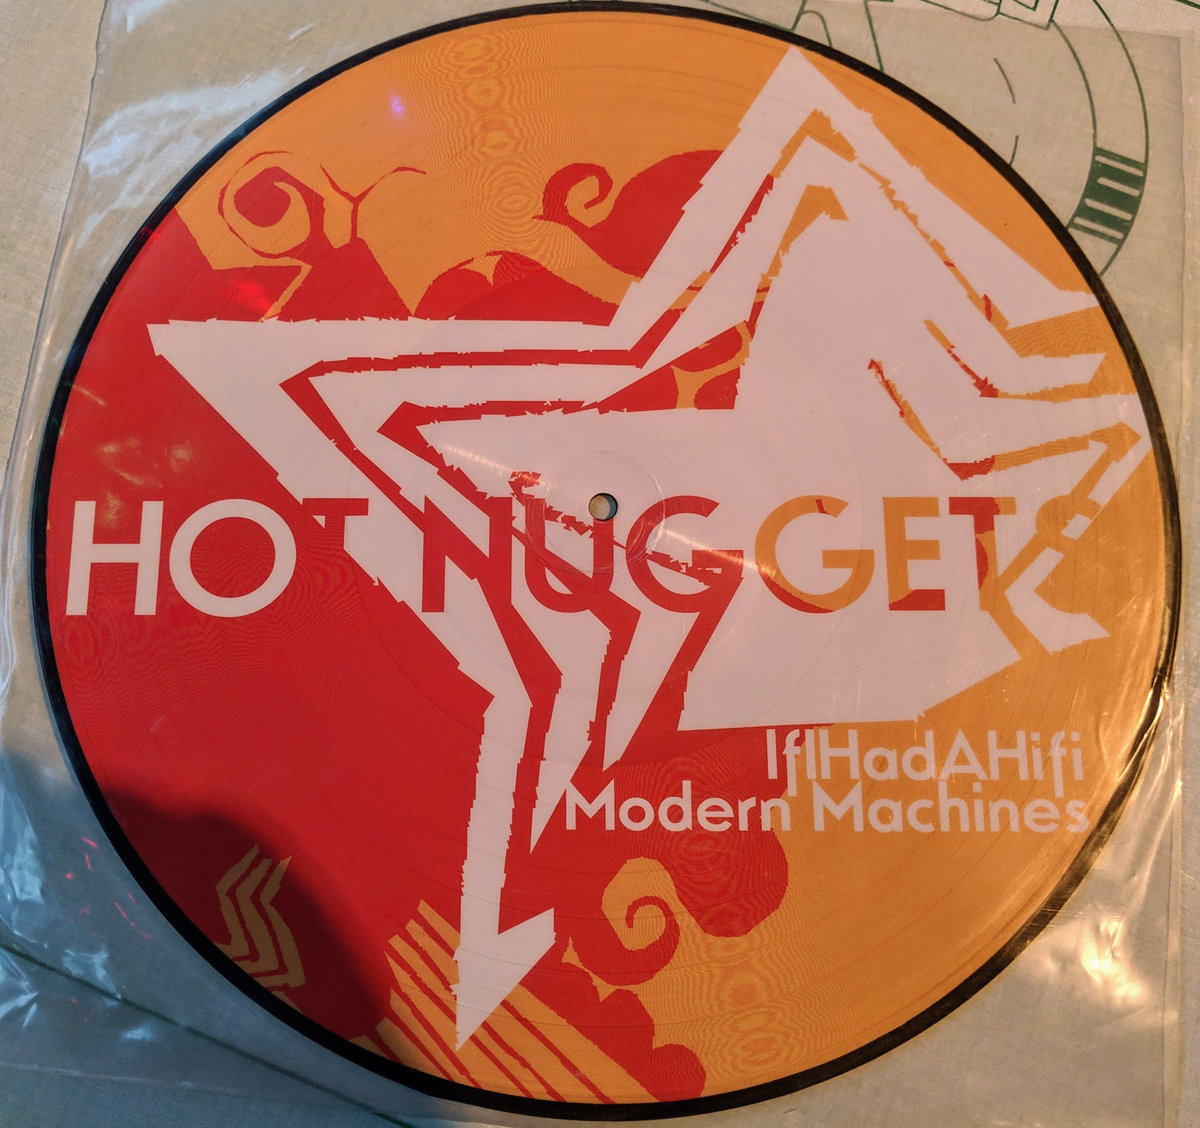 HOT NUGGETS
IfIHadAHifi
Modern Machines